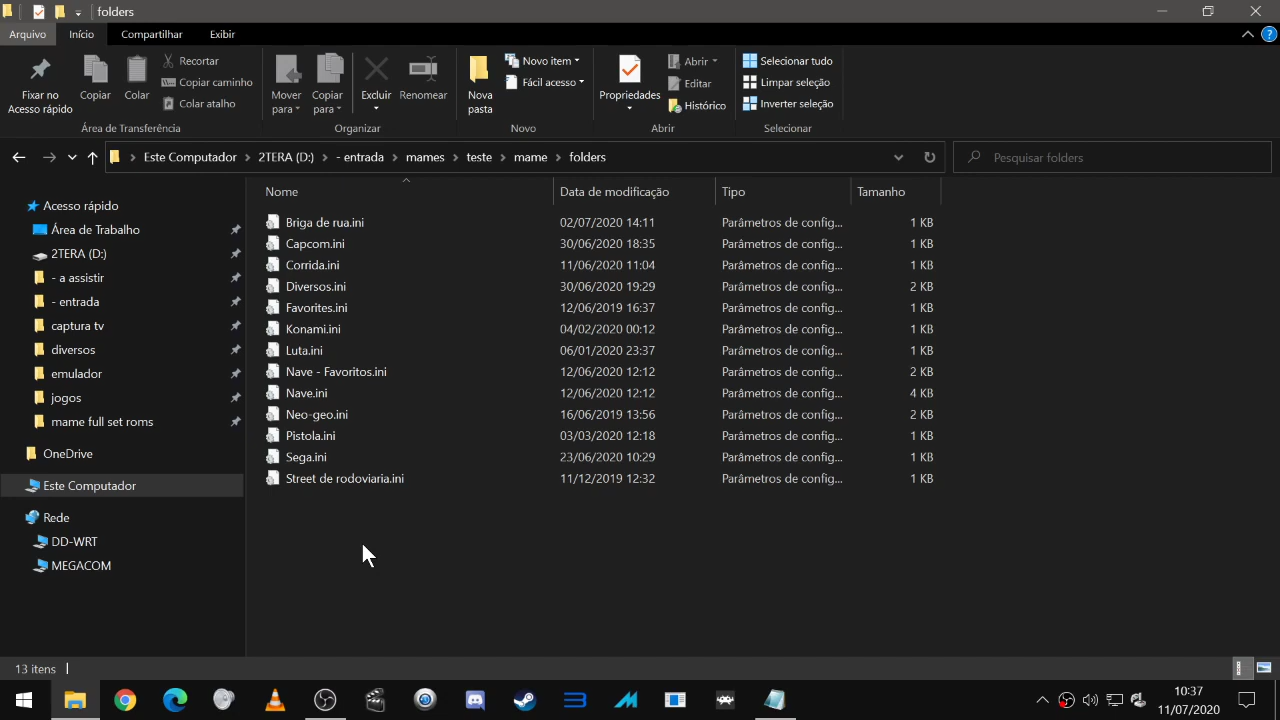 folders
Arquivo Início Compartilhar Exibir
Fixar no Acesso rápido
Copiar
Colar
Recortar
Copiar caminho
Colar atalho
Mover para
Copiar para
Excluir
Renomear
Nova pasta
Novo item
Fácil acesso
Propriedades
Abrir
Editar
Histórico
Selecionar tudo
Limpar seleção
Inverter seleção
Área de Transferência Organizar Novo Abrir Selecionar
Este Computador 2TERA (D:) - entrada mames teste mame folders
Pesquisar folders
Acesso rápido
Área de Trabalho
2TERA (D:)
- a assistir
- entrada
captura tv
diversos
emulador
jogos
mame full set roms
OneDrive
Este Computador
Rede
DD-WRT
MEGACOM
Nome Data de modificação Tipo Tamanho
Briga de rua.ini 02/07/2020 14:11 Parâmetros de config... 1 KB
Capcom.ini 30/06/2020 18:35 Parâmetros de config... 1 KB
Corrida.ini 11/06/2020 11:04 Parâmetros de config... 1 KB
Diversos.ini 30/06/2020 19:29 Parâmetros de config... 2 KB
Favorites.ini 12/06/2019 16:37 Parâmetros de config... 1 KB
Konami.ini 04/02/2020 00:12 Parâmetros de config... 1 KB
Luta.ini 06/01/2020 23:37 Parâmetros de config... 1 KB
Nave - Favoritos.ini 12/06/2020 12:12 Parâmetros de config... 2 KB
Nave.ini 12/06/2020 12:12 Parâmetros de config... 4 KB
Neo-geo.ini 16/06/2019 13:56 Parâmetros de config... 2 KB
Pistola.ini 03/03/2020 12:18 Parâmetros de config... 1 KB
Sega.ini 23/06/2020 10:29 Parâmetros de config... 1 KB
Street de rodoviaria.ini 11/12/2019 12:32 Parâmetros de config... 1 KB
13 itens
10:37
11/07/2020